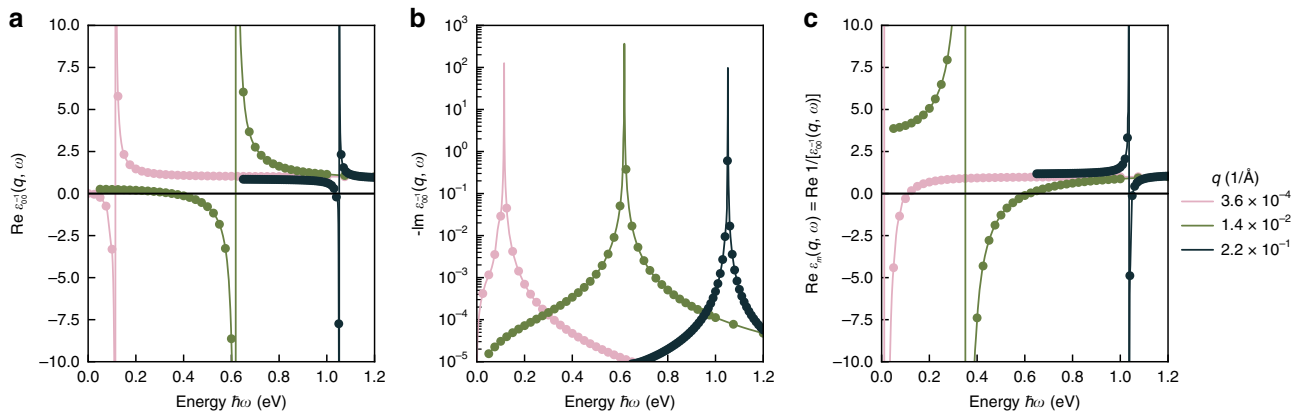 a
10.0
7.5
5.0
2.5
0.0
−2.5
−5.0
−7.5
−10.0
Re ε₀₀⁻¹(q, ω)
0.0 0.2 0.4 0.6 0.8 1.0 1.2
Energy ℏω (eV)
b
10³
10²
10¹
10⁰
10⁻¹
10⁻²
10⁻³
10⁻⁴
10⁻⁵
-Im ε₀₀⁻¹(q, ω)
0.0 0.2 0.4 0.6 0.8 1.0 1.2
Energy ℏω (eV)
c
10.0
7.5
5.0
2.5
0.0
−2.5
−5.0
−7.5
−10.0
Re εₘ(q, ω) = Re 1/[ε₀₀⁻¹(q, ω)]
0.0 0.2 0.4 0.6 0.8 1.0 1.2
Energy ℏω (eV)
q (1/Å)
3.6 × 10⁻⁴
1.4 × 10⁻²
2.2 × 10⁻¹